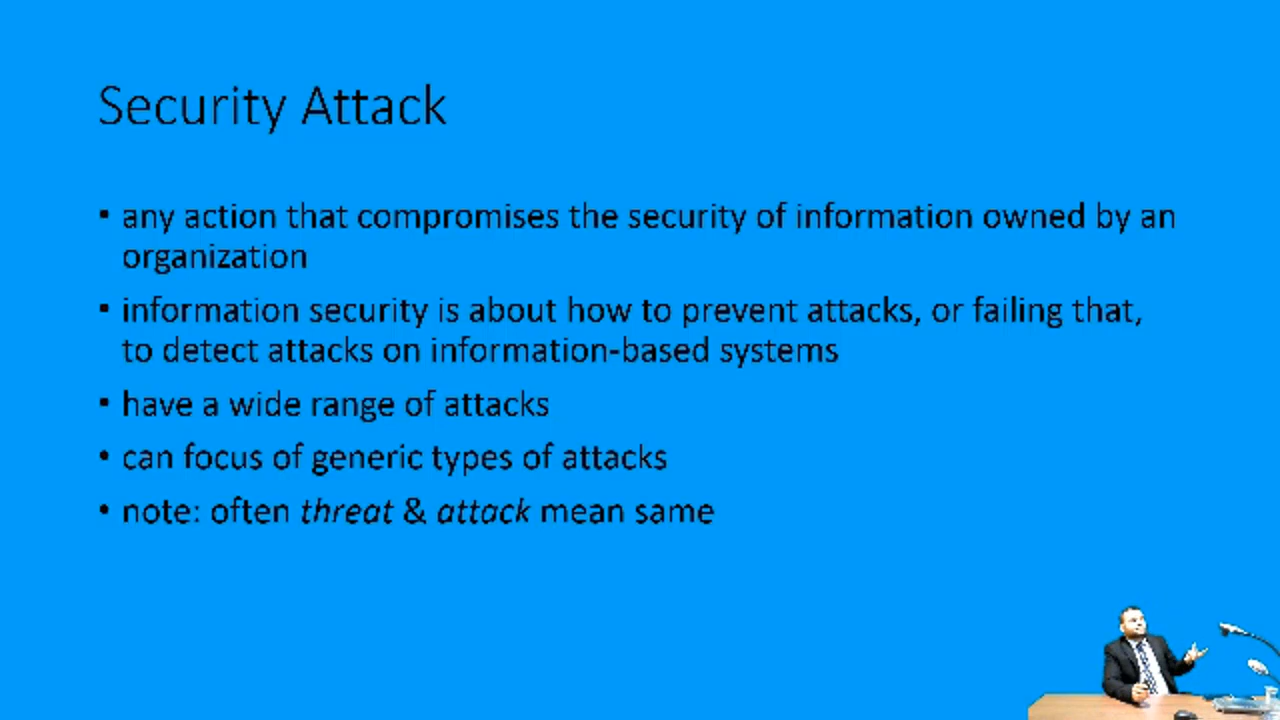 Security Attack
▪ any action that compromises the security of information owned by an
organization
▪ information security is about how to prevent attacks, or failing that,
to detect attacks on information-based systems
▪ have a wide range of attacks
• can focus of generic types of attacks
• note: often threat & attack mean same